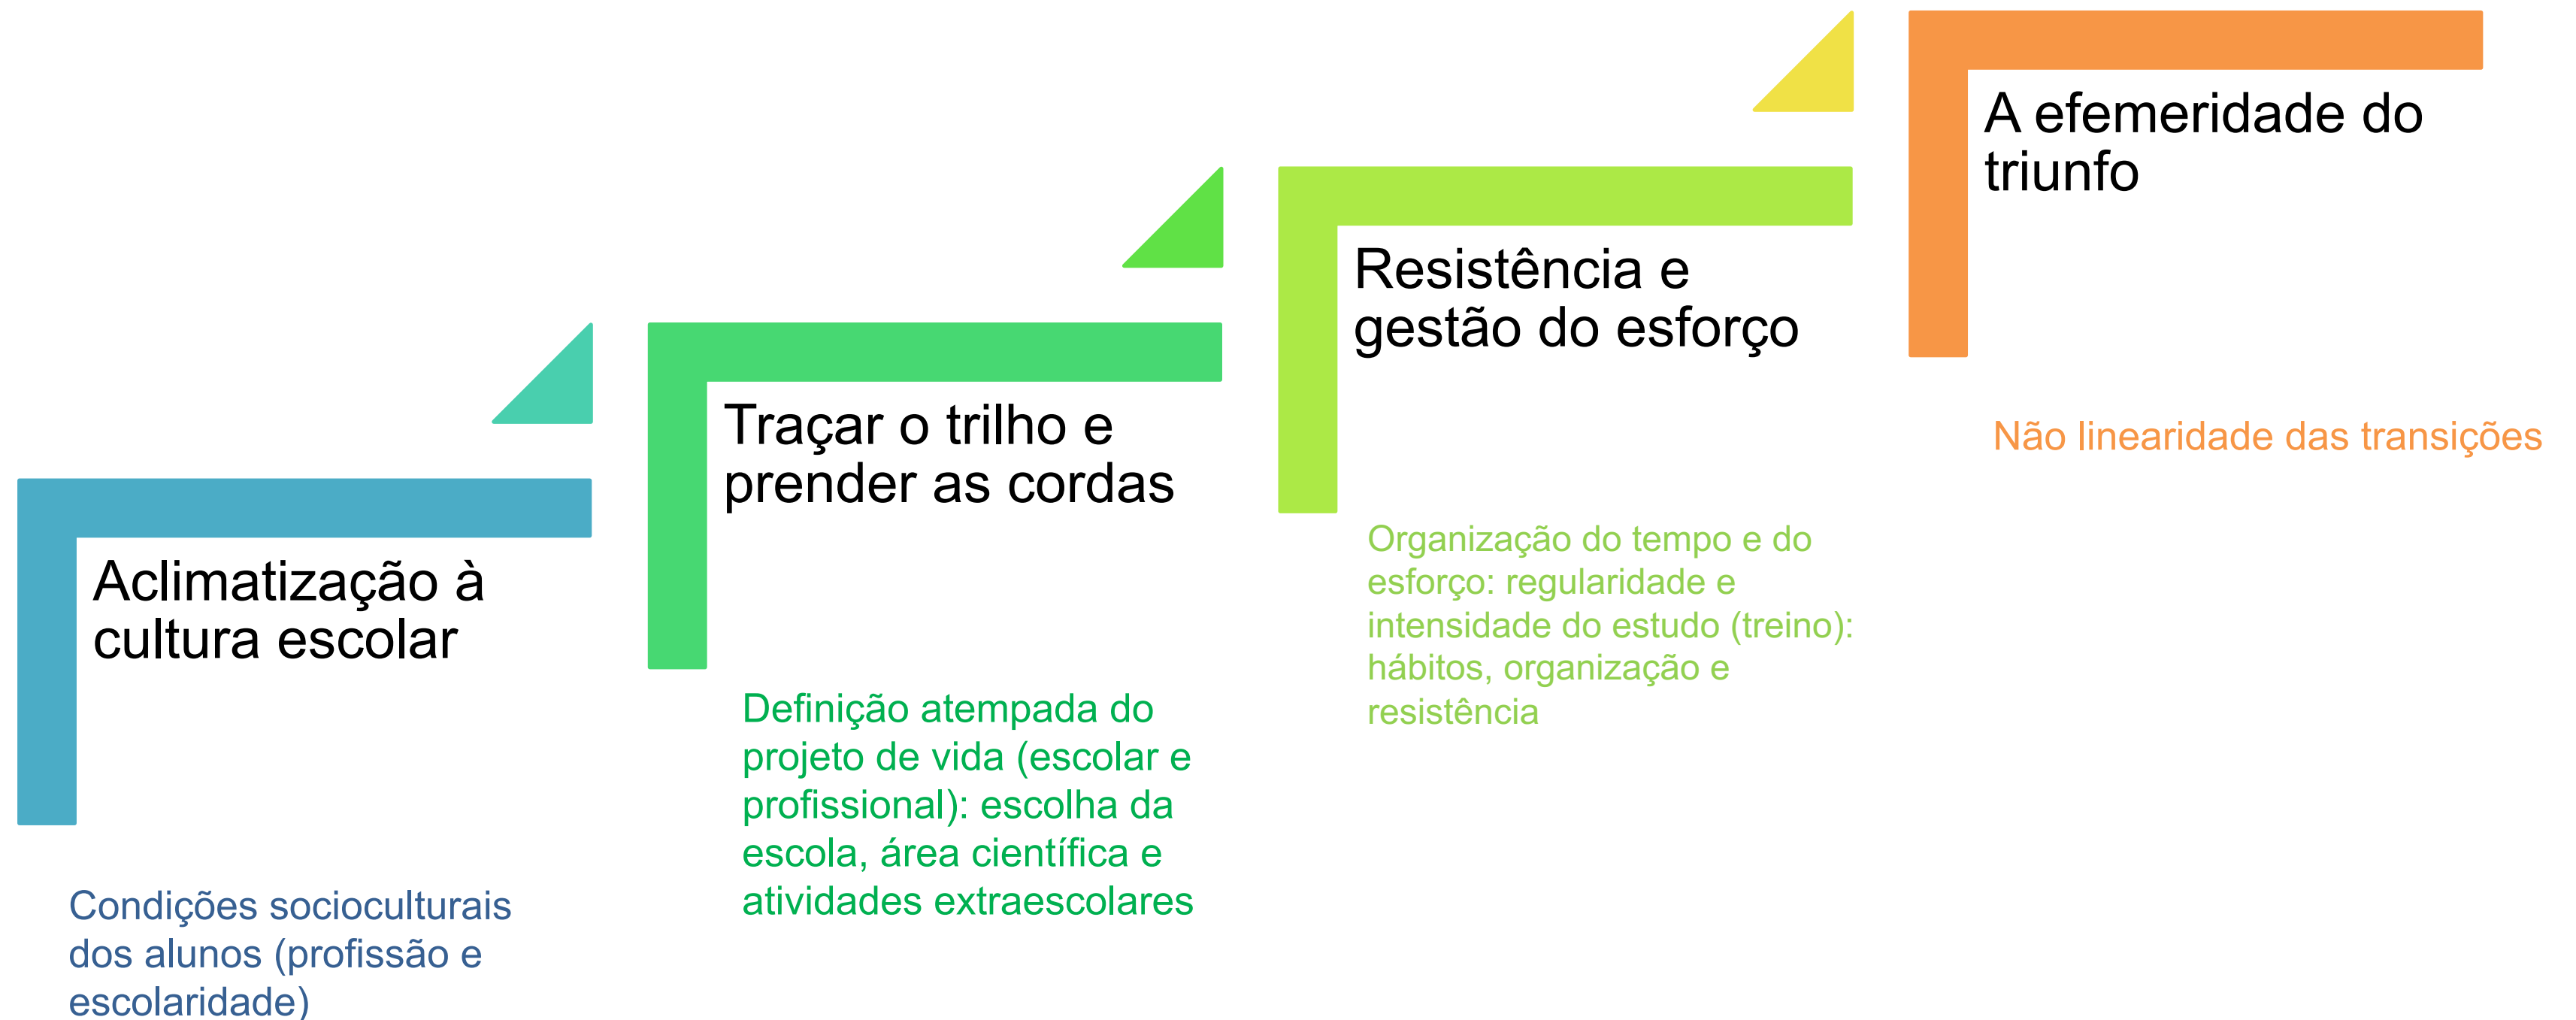 Aclimatização à
cultura escolar
Condições socioculturais
dos alunos (profissão e
escolaridade)
Traçar o trilho e
prender as cordas
Definição atempada do
projeto de vida (escolar e
profissional): escolha da
escola, área científica e
atividades extraescolares
Resistência e
gestão do esforço
Organização do tempo e do
esforço: regularidade e
intensidade do estudo (treino):
hábitos, organização e
resistência
A efemeridade do
triunfo
Não linearidade das transições